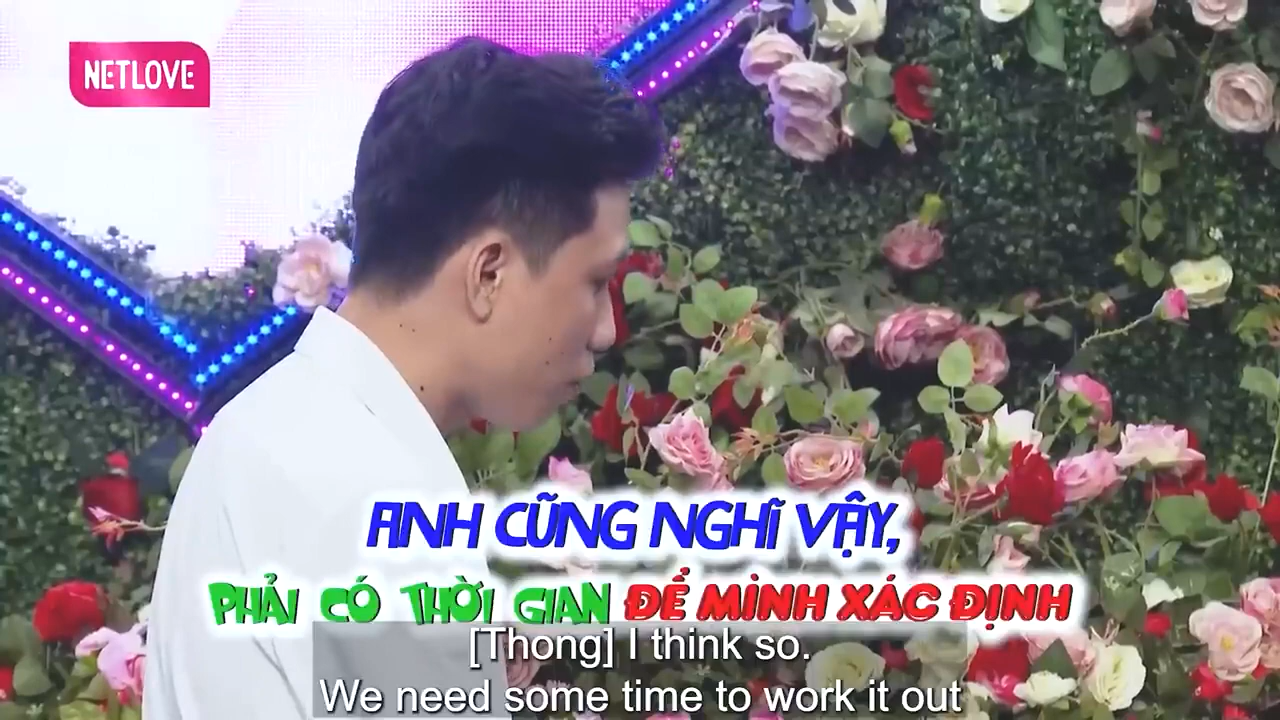 NETLOVE
ANH CŨNG NGHĨ VẬY,
PHẢI CÓ THỜI GIAN ĐỂ MÌNH XÁC ĐỊNH
[Thong] I think so.
We need some time to work it out